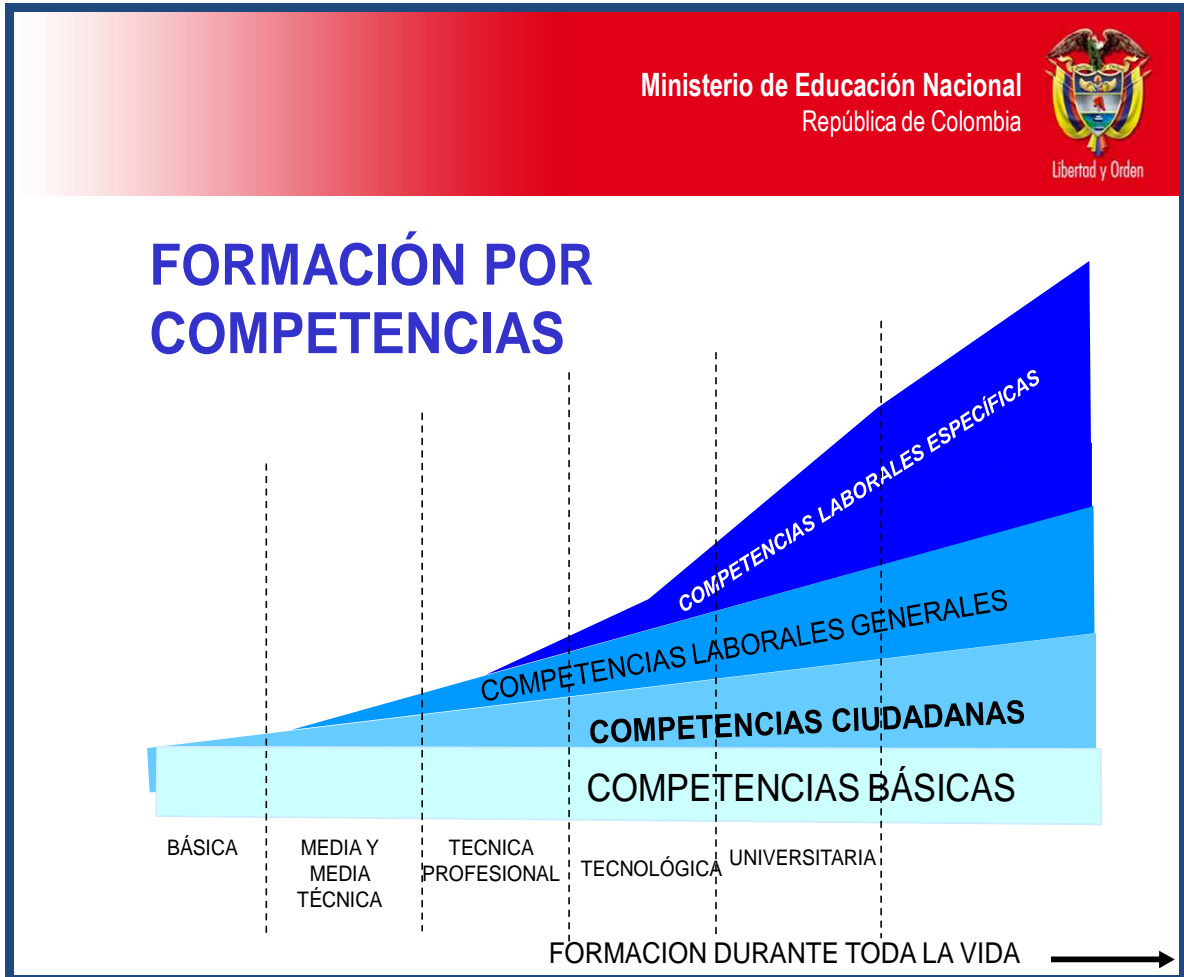 Ministerio de Educación Nacional
República de Colombia
Libertad y Orden
FORMACIÓN POR
COMPETENCIAS
COMPETENCIAS LABORALES ESPECÍFICAS
COMPETENCIAS LABORALES GENERALES
COMPETENCIAS CIUDADANAS
COMPETENCIAS BÁSICAS
BÁSICA
MEDIA Y
MEDIA
TÉCNICA
TECNICA
PROFESIONAL
TECNOLÓGICA
UNIVERSITARIA
FORMACION DURANTE TODA LA VIDA